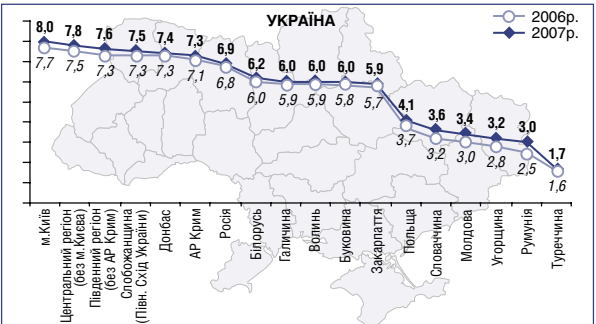 УКРАЇНА
2006р.
2007р.
8,0 7,8 7,6 7,5 7,4 7,3 6,9 6,2 6,0 6,0 6,0 5,9 4,1 3,6 3,4 3,2 3,0 1,7
7,7 7,5 7,3 7,3 7,3 7,1 6,8 6,0 5,9 5,9 5,8 5,7 3,7 3,2 3,0 2,8 2,5 1,6
м.Київ
Центральний регіон
(без м.Києва)
Південний регіон
(без АР Крим)
Слобожанщина
(Півн. Схід України)
Донбас
АР Крим
Росія
Білорусь
Галичина
Волинь
Буковина
Закарпаття
Польща
Словаччина
Молдова
Угорщина
Румунія
Туреччина